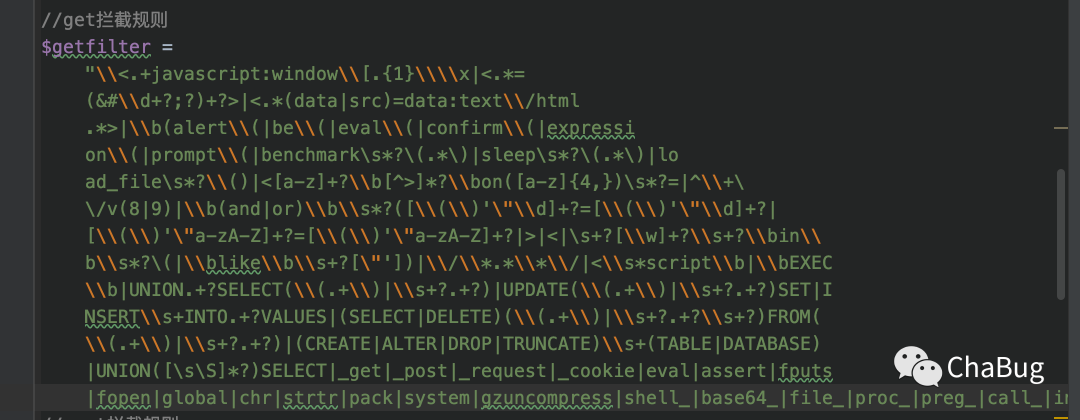 //get拦截规则
$getfilter =
"\\<.+javascript:window\\[.{1}\\\\x|<.*=
(&#\\d+?;?)+?>|<.*(data|src)=data:text\\/html
.*>|\\b(alert\\(|be\\(|eval\\(|confirm\\(|expressi
on\\(|prompt\\(|benchmark\s*?\(.*\)|sleep\s*?\(.*\)|lo
ad_file\s*?\\()|<[a-z]+?\\b[^>]*?\\bon([a-z]{4,})\s*?=|^\\+\
\/v(8|9)|\\b(and|or)\\b\\s*?([\\(\\)'\"\\d]+?=[\\(\\)'\"\\d]+?|
[\\(\\)'\"a-zA-Z]+?=[\\(\\)'\"a-zA-Z]+?|>|<|\s+?[\\w]+?\\s+?\\bin\\
b\\s*?\(|\\blike\\b\\s+?[\"'])|\\/\\*.*\\*\\/|<\\s*script\\b|\\bEXEC
\\b|UNION.+?SELECT(\\(.+\\)|\\s+?.+?)|UPDATE(\\(.+\\)|\\s+?.+?)SET|I
NSERT\\s+INTO.+?VALUES|(SELECT|DELETE)(\\(.+\\)|\\s+?.+?\\s+?)FROM(
\\(.+\\)|\\s+?.+?)|(CREATE|ALTER|DROP|TRUNCATE)\\s+(TABLE|DATABASE)
|UNION([\s\S]*?)SELECT|_get|_post|_request|_cookie|eval|assert|fputs
|fopen|global|chr|strtr|pack|system|gzuncompress|shell_|base64_|file_|proc_|preg_|call_|in
ChaBug